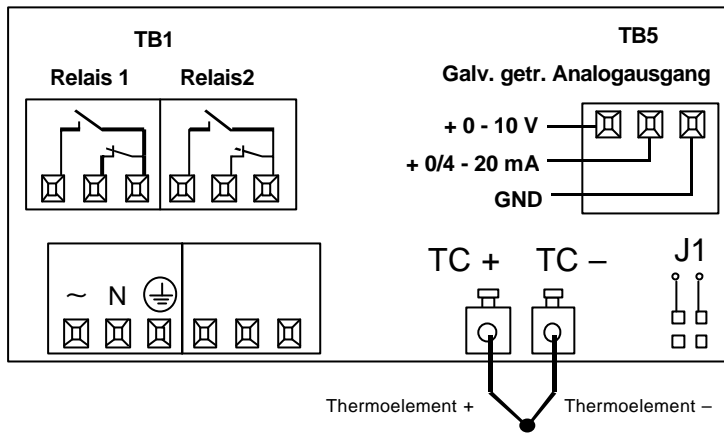 TB1
TB5
Relais 1
Relais2
Galv. getr. Analogausgang
+ 0 - 10 V
+ 0/4 - 20 mA
GND
TC +
TC –
J1
~
N
Thermoelement +
Thermoelement –